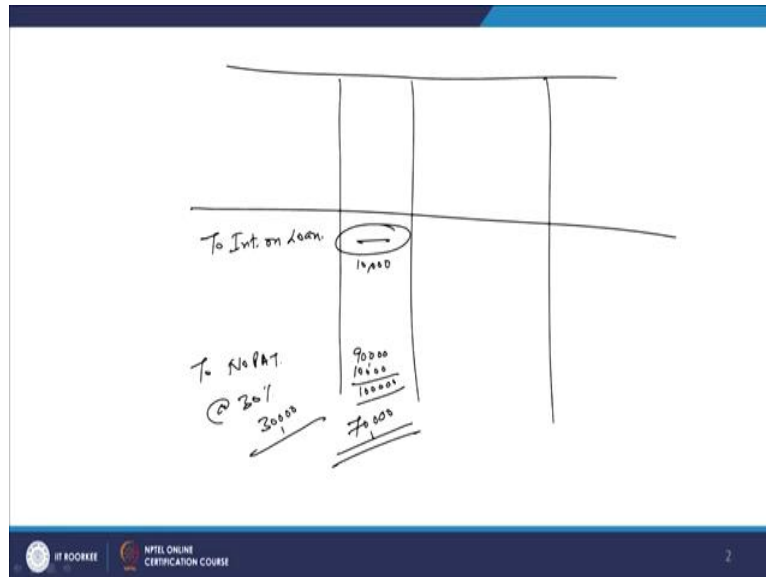 To Int. on Loan.
10,000
To NOPAT.
90000
10000
100000
@ 30%
30000
70000
IIT ROORKEE
NPTEL ONLINE
CERTIFICATION COURSE
2